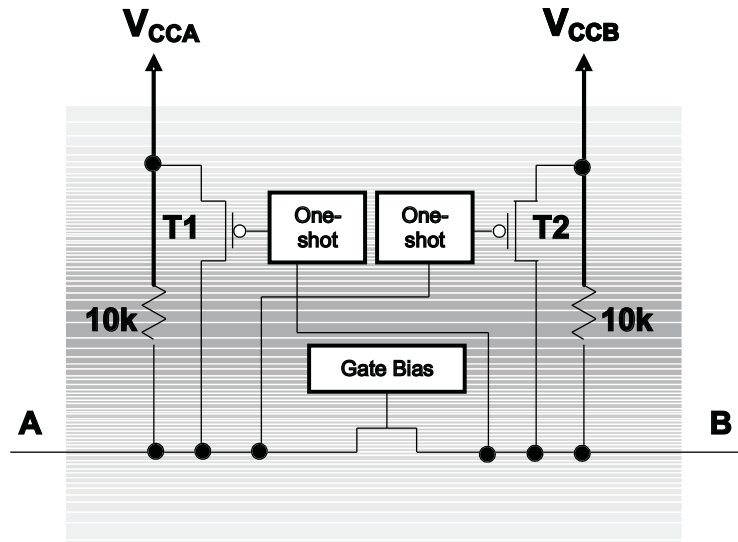 VCCA
VCCB
T1
One-
shot
One-
shot
T2
10k
10k
Gate Bias
A
B